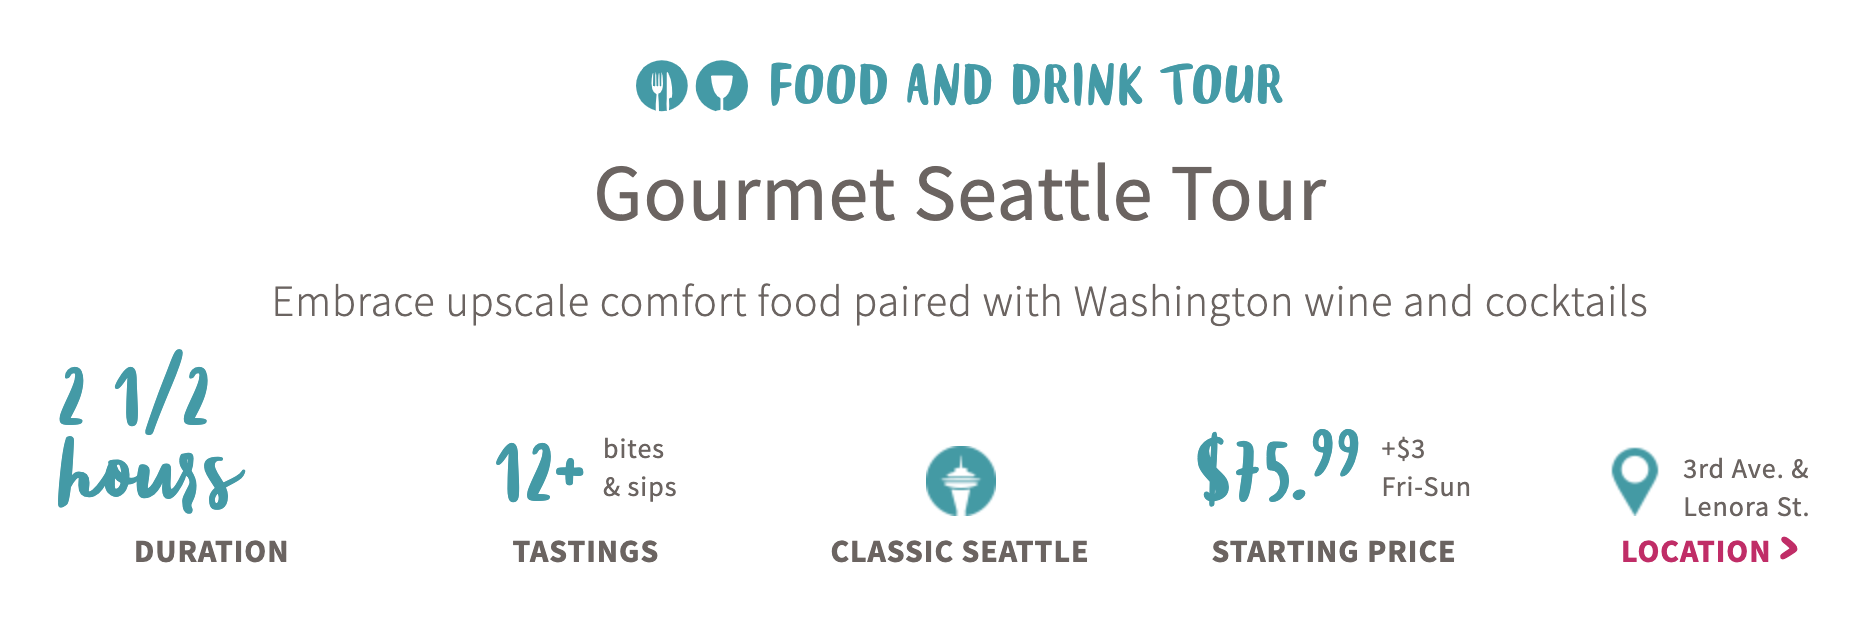 FOOD AND DRINK TOUR
Gourmet Seattle Tour
Embrace upscale comfort food paired with Washington wine and cocktails
2 1/2
hours
DURATION
12+
bites
& sips
TASTINGS
CLASSIC SEATTLE
$75.99
+$3
Fri-Sun
STARTING PRICE
3rd Ave. &
Lenora St.
LOCATION >